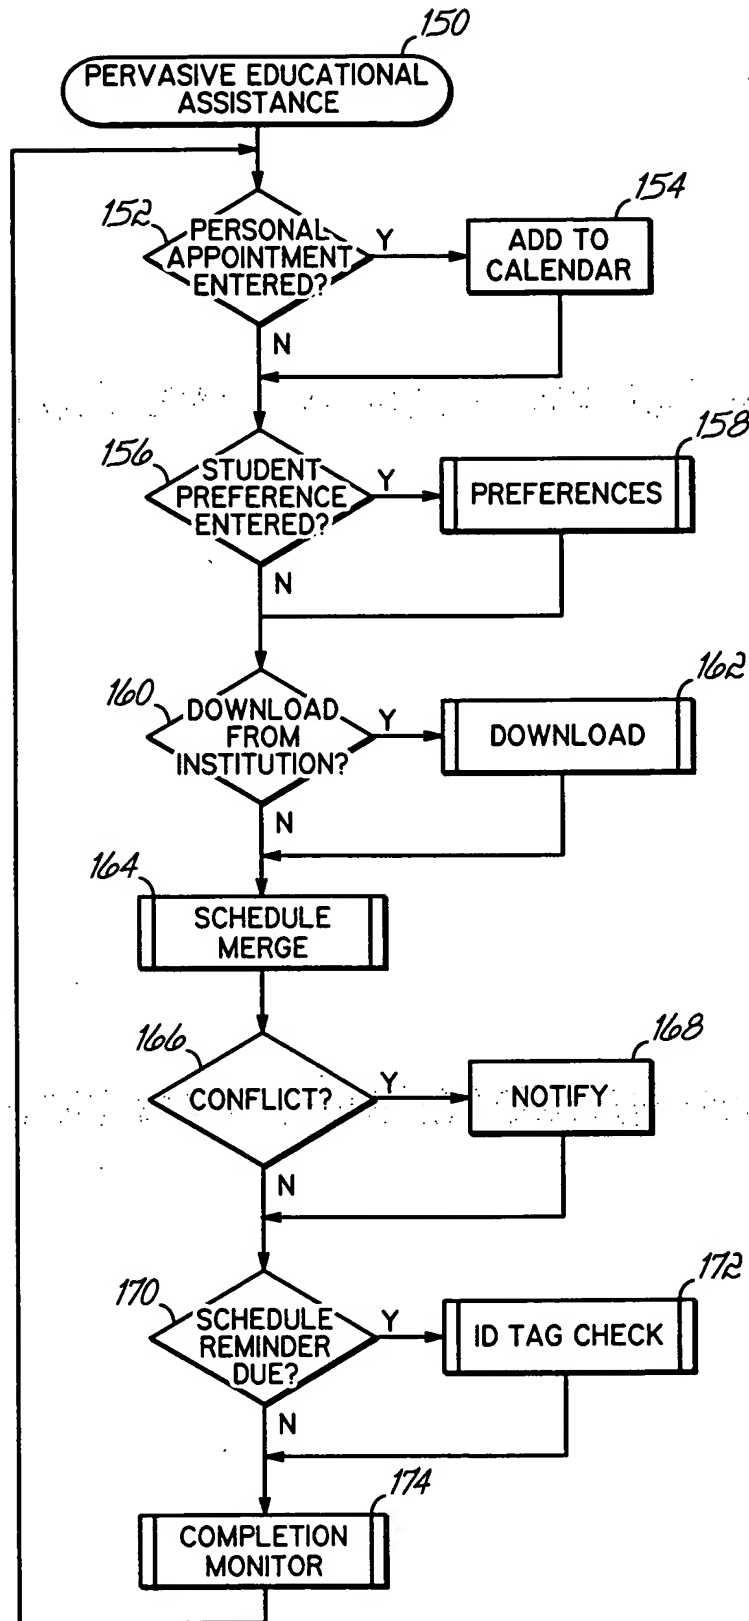 150
PERVASIVE EDUCATIONAL
ASSISTANCE
152
PERSONAL
APPOINTMENT
ENTERED?
Y
154
ADD TO
CALENDAR
N
156
STUDENT
PREFERENCE
ENTERED?
Y
158
PREFERENCES
N
160
DOWNLOAD
FROM
INSTITUTION?
Y
162
DOWNLOAD
N
164
SCHEDULE
MERGE
166
CONFLICT?
Y
168
NOTIFY
N
170
SCHEDULE
REMINDER
DUE?
Y
172
ID TAG CHECK
N
174
COMPLETION
MONITOR